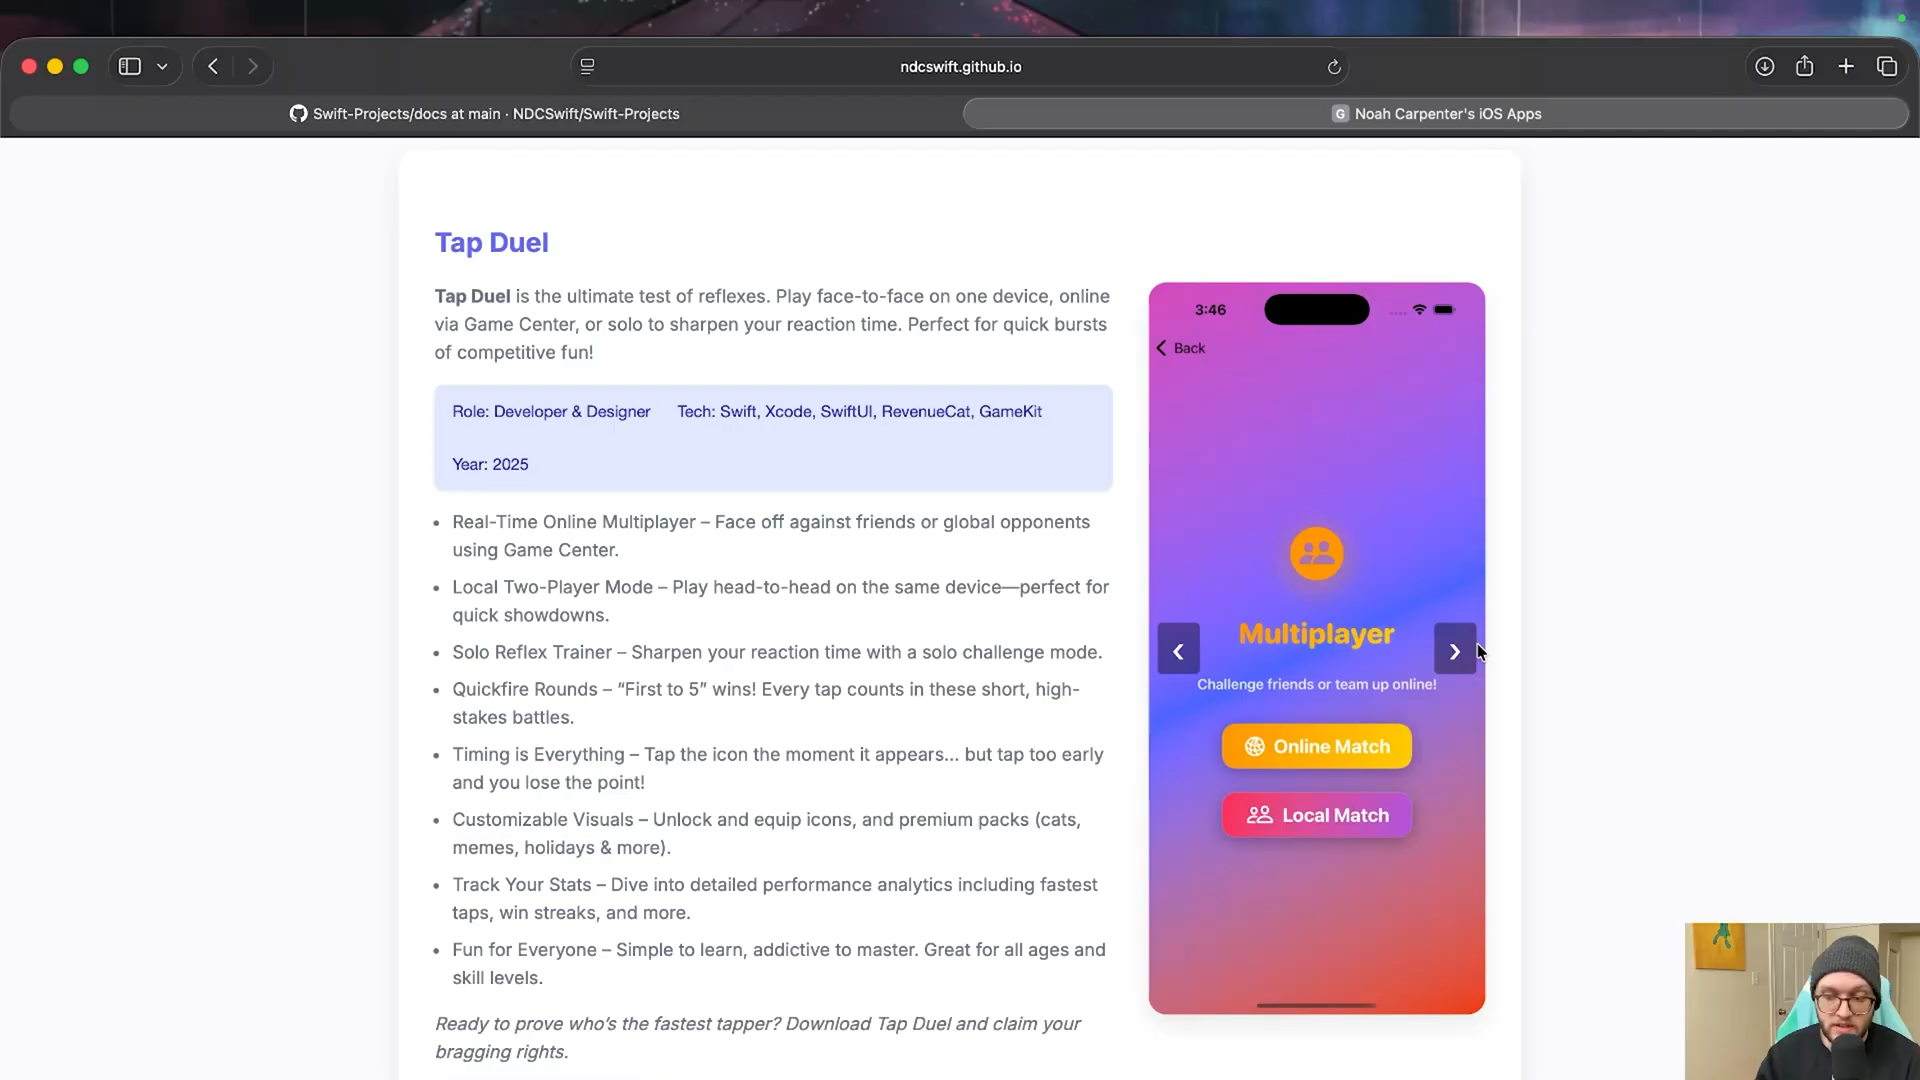 ndcswift.github.io
Swift-Projects/docs at main · NDCSwift/Swift-Projects
G Noah Carpenter's iOS Apps
Tap Duel
Tap Duel is the ultimate test of reflexes. Play face-to-face on one device, online
via Game Center, or solo to sharpen your reaction time. Perfect for quick bursts
of competitive fun!
Role: Developer & Designer Tech: Swift, Xcode, SwiftUI, RevenueCat, GameKit
Year: 2025
• Real-Time Online Multiplayer – Face off against friends or global opponents
using Game Center.
• Local Two-Player Mode – Play head-to-head on the same device—perfect for
quick showdowns.
• Solo Reflex Trainer – Sharpen your reaction time with a solo challenge mode.
• Quickfire Rounds – “First to 5” wins! Every tap counts in these short, high-
stakes battles.
• Timing is Everything – Tap the icon the moment it appears... but tap too early
and you lose the point!
• Customizable Visuals – Unlock and equip icons, and premium packs (cats,
memes, holidays & more).
• Track Your Stats – Dive into detailed performance analytics including fastest
taps, win streaks, and more.
• Fun for Everyone – Simple to learn, addictive to master. Great for all ages and
skill levels.
Ready to prove who’s the fastest tapper? Download Tap Duel and claim your
bragging rights.
3:46
Back
Multiplayer
Challenge friends or team up online!
Online Match
Local Match